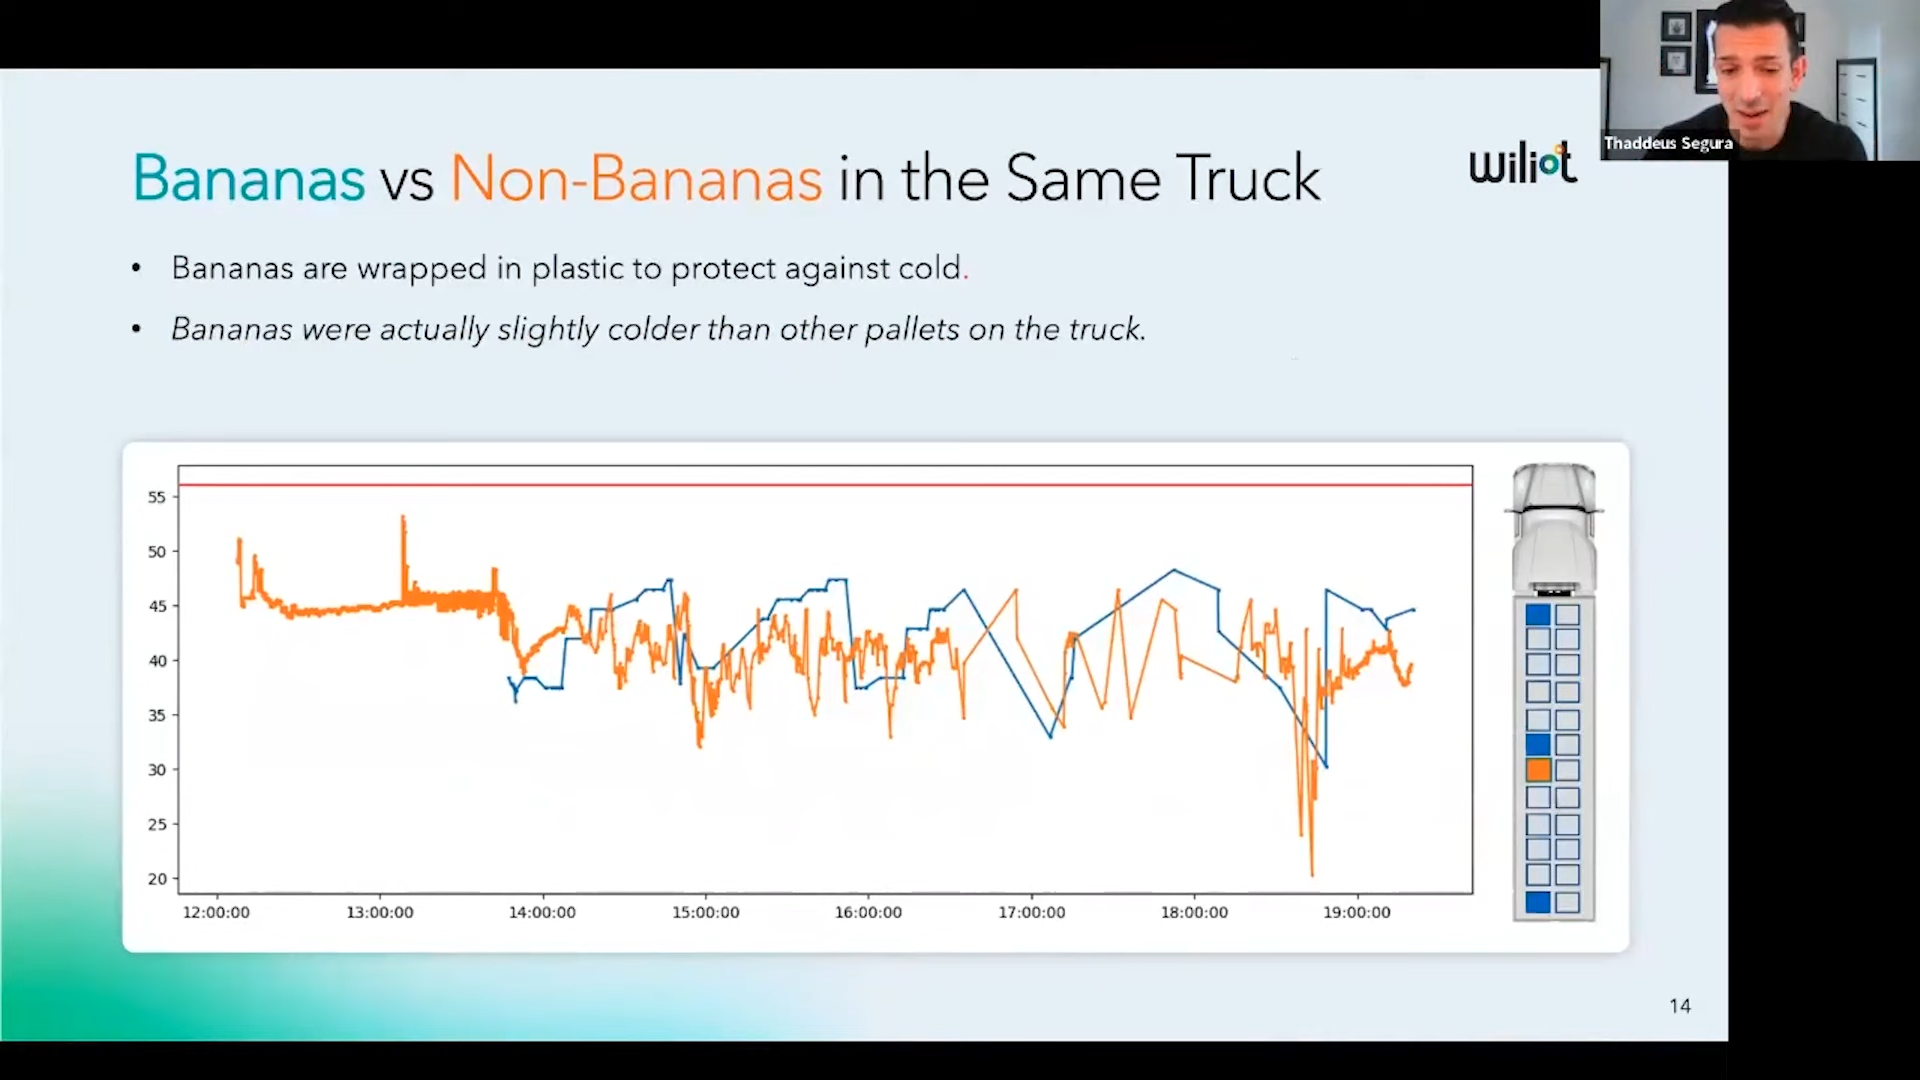 Thaddeus Segura
wiliot
Bananas vs Non-Bananas in the Same Truck
• Bananas are wrapped in plastic to protect against cold.
• Bananas were actually slightly colder than other pallets on the truck.
55
50
45
40
35
30
25
20
12:00:00 13:00:00 14:00:00 15:00:00 16:00:00 17:00:00 18:00:00 19:00:00
14